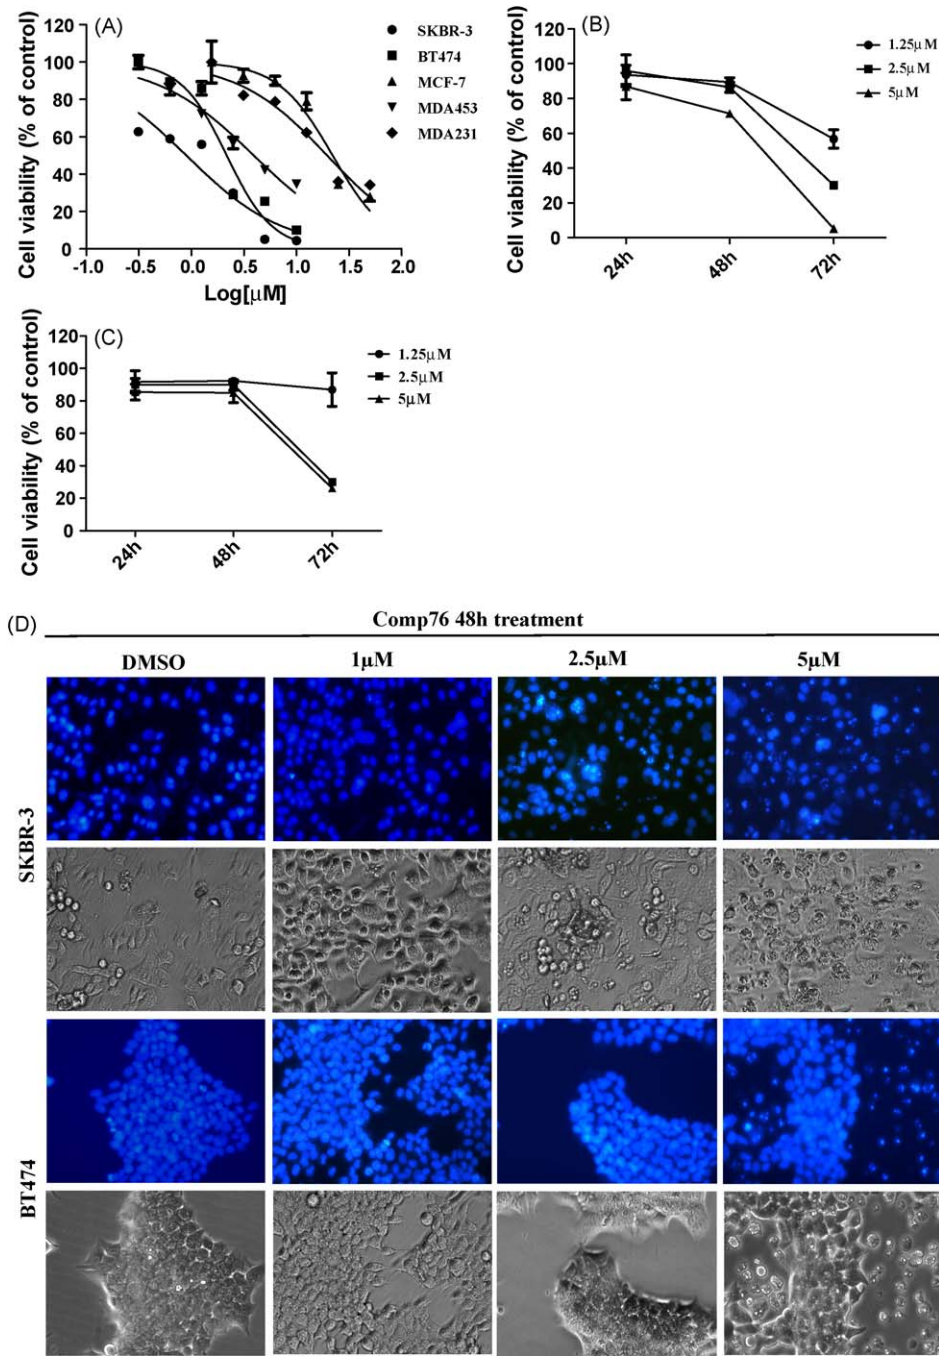 (A)
Cell viability (% of control)
120
100
80
60
40
20
0
-1.0 -0.5 0.0 0.5 1.0 1.5 2.0
Log[μM]
SKBR-3
BT474
MCF-7
MDA453
MDA231
(B)
Cell viability (% of control)
120
100
80
60
40
20
0
24h 48h 72h
1.25μM
2.5μM
5μM
(C)
Cell viability (% of control)
120
100
80
60
40
20
0
24h 48h 72h
1.25μM
2.5μM
5μM
(D)
Comp76 48h treatment
DMSO 1μM 2.5μM 5μM
SKBR-3
BT474